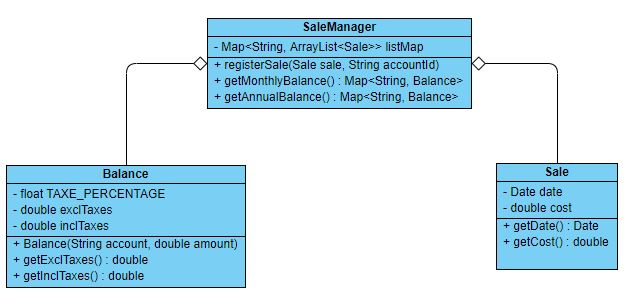 SaleManager
- Map<String, ArrayList<Sale>> listMap
+ registerSale(Sale sale, String accountId)
+ getMonthlyBalance() : Map<String, Balance>
+ getAnnualBalance() : Map<String, Balance>
Balance
- float TAXE_PERCENTAGE
- double exclTaxes
- double inclTaxes
+ Balance(String account, double amount)
+ getExclTaxes() : double
+ getInclTaxes() : double
Sale
- Date date
- double cost
+ getDate() : Date
+ getCost() : double